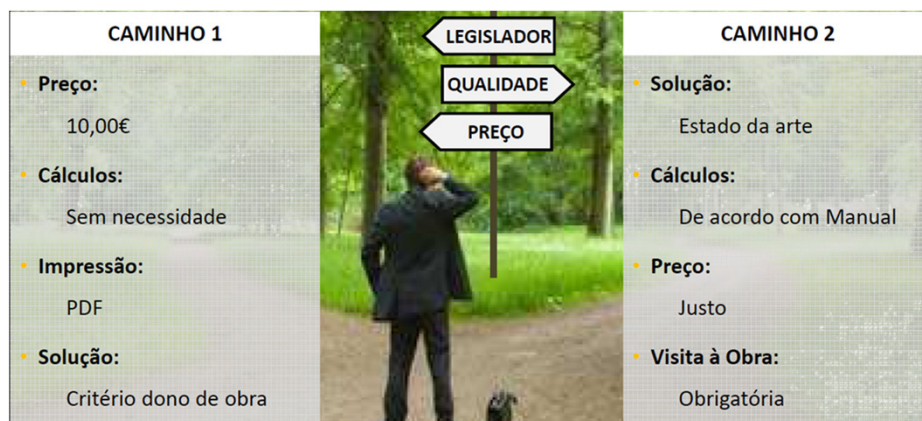 CAMINHO 1
Preço:
10,00€
Cálculos:
Sem necessidade
Impressão:
PDF
Solução:
Critério dono de obra
LEGISLADOR
QUALIDADE
PREÇO
CAMINHO 2
Solução:
Estado da arte
Cálculos:
De acordo com Manual
Preço:
Justo
Visita à Obra:
Obrigatória